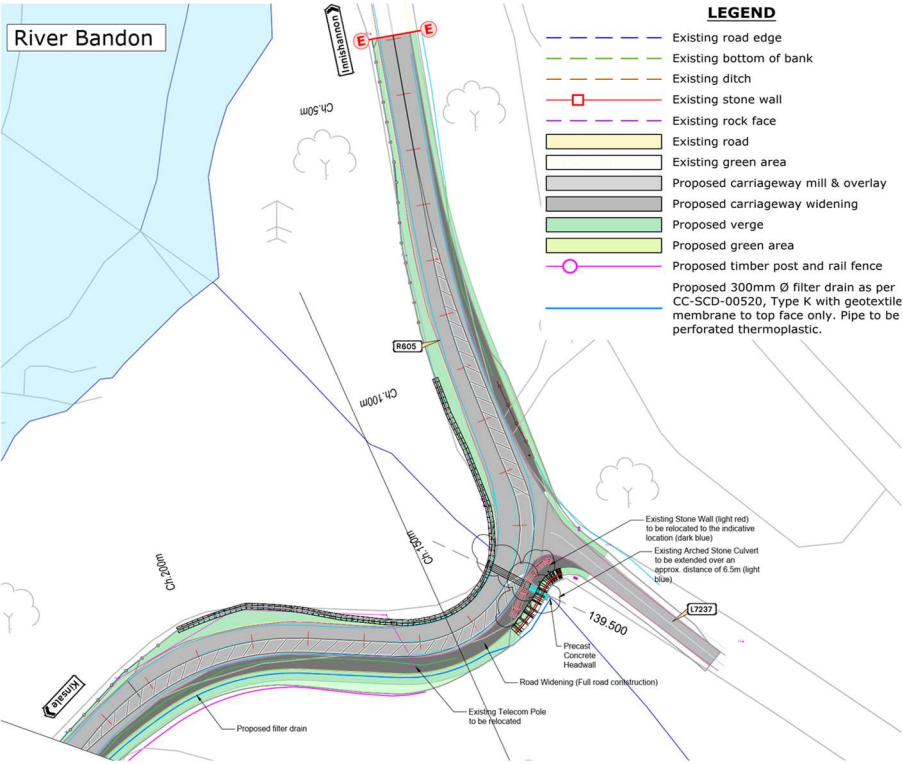 River Bandon
E
E
Innishannon
Ch.50m
R605
Ch.100m
Ch.150m
Ch.200m
Kinsale
139.500
L7237
Existing Stone Wall (light red)
to be relocated to the indicative
location (dark blue)
Existing Arched Stone Culvert
to be extended over an
approx. distance of 6.5m (light
blue)
Precast
Concrete
Headwall
Road Widening (Full road contstruction)
Existing Telecom Pole
to be relocated
Proposed filter drain
LEGEND
Existing road edge
Existing bottom of bank
Existing ditch
Existing stone wall
Existing rock face
Existing road
Existing green area
Proposed carriageway mill & overlay
Proposed carriageway widening
Proposed verge
Proposed green area
Proposed timber post and rail fence
Proposed 300mm Ø filter drain as per
CC-SCD-00520, Type K with geotextile
membrane to top face only. Pipe to be
perforated thermoplastic.